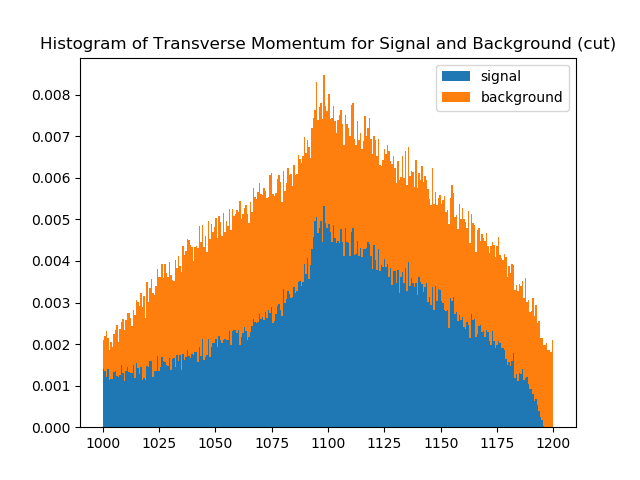 Histogram of Transverse Momentum for Signal and Background (cut)
signal
background
0.008
0.007
0.006
0.005
0.004
0.003
0.002
0.001
0.000
1000 1025 1050 1075 1100 1125 1150 1175 1200